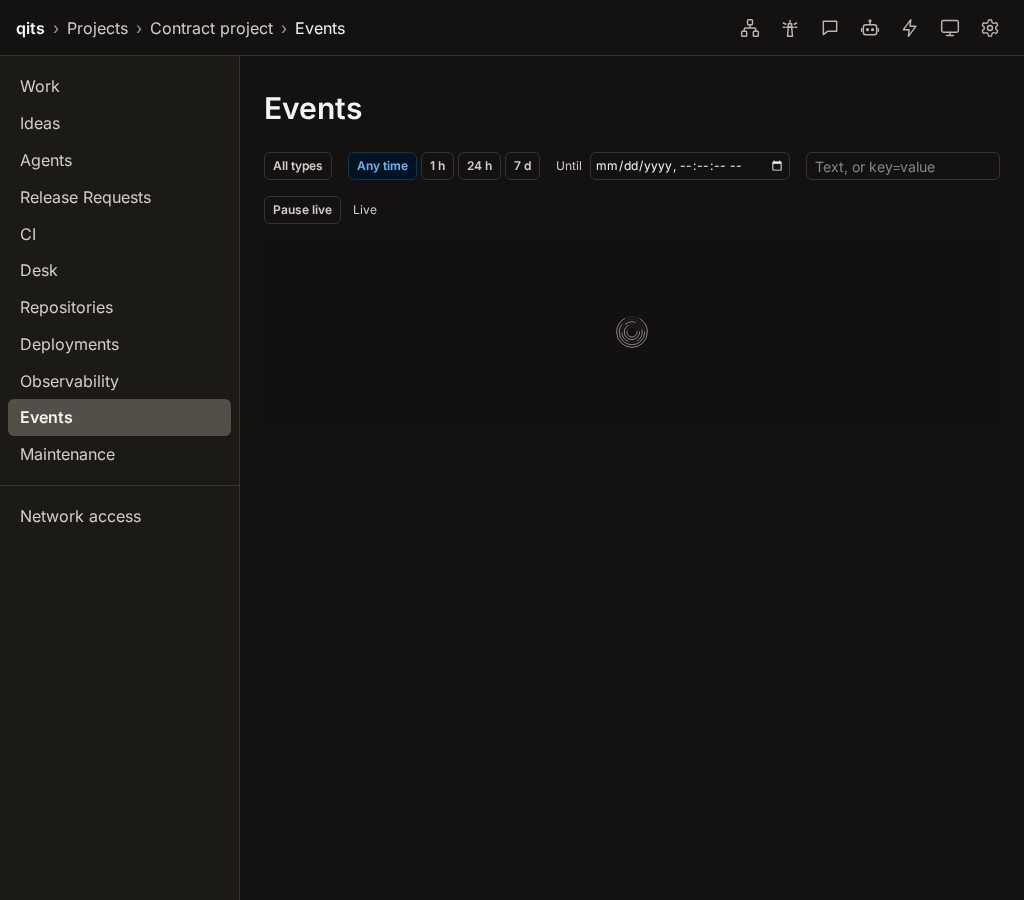 qits › Projects › Contract project › Events
Work
Ideas
Agents
Release Requests
CI
Desk
Repositories
Deployments
Observability
Events
Maintenance
Network access
Events
All types Any time 1 h 24 h 7 d Until mm/dd/yyyy, --:--:-- -- Text, or key=value
Pause live Live